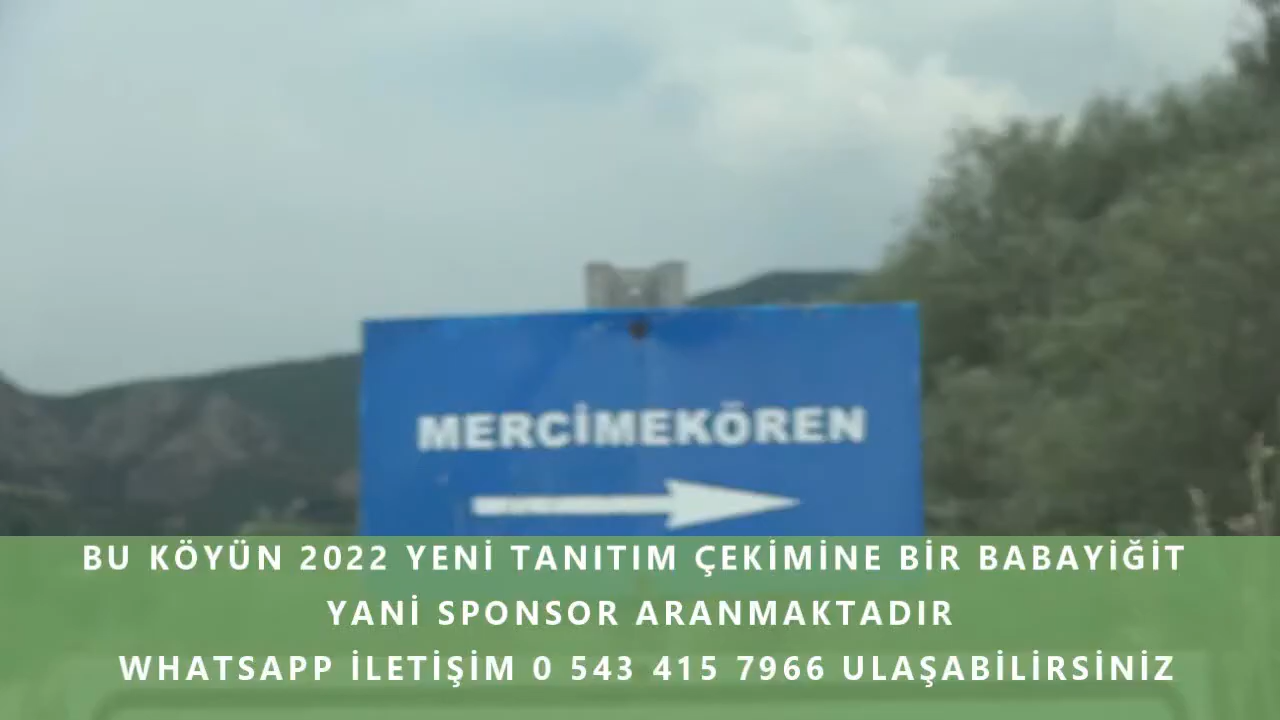 MERCİMEKÖREN
BU KÖYÜN 2022 YENİ TANITIM ÇEKİMİNE BİR BABAYİĞİT
YANİ SPONSOR ARANMAKTADIR
WHATSAPP İLETİŞİM 0 543 415 7966 ULAŞABİLİRSİNİZ